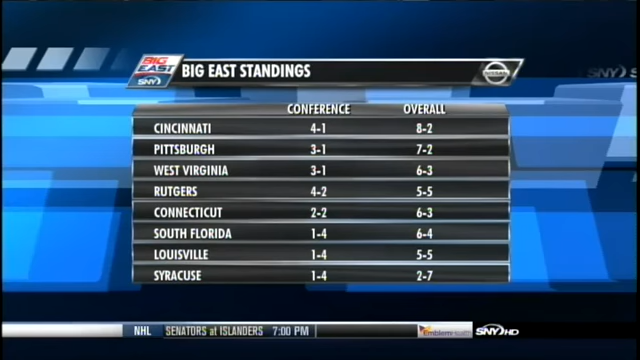 BIG EAST
SNY
BIG EAST STANDINGS
NISSAN
SNY
CONFERENCE OVERALL
CINCINNATI 4-1 8-2
PITTSBURGH 3-1 7-2
WEST VIRGINIA 3-1 6-3
RUTGERS 4-2 5-5
CONNECTICUT 2-2 6-3
SOUTH FLORIDA 1-4 6-4
LOUISVILLE 1-4 5-5
SYRACUSE 1-4 2-7
NHL SENATORS at ISLANDERS 7:00 PM EmblemHealth SNY HD